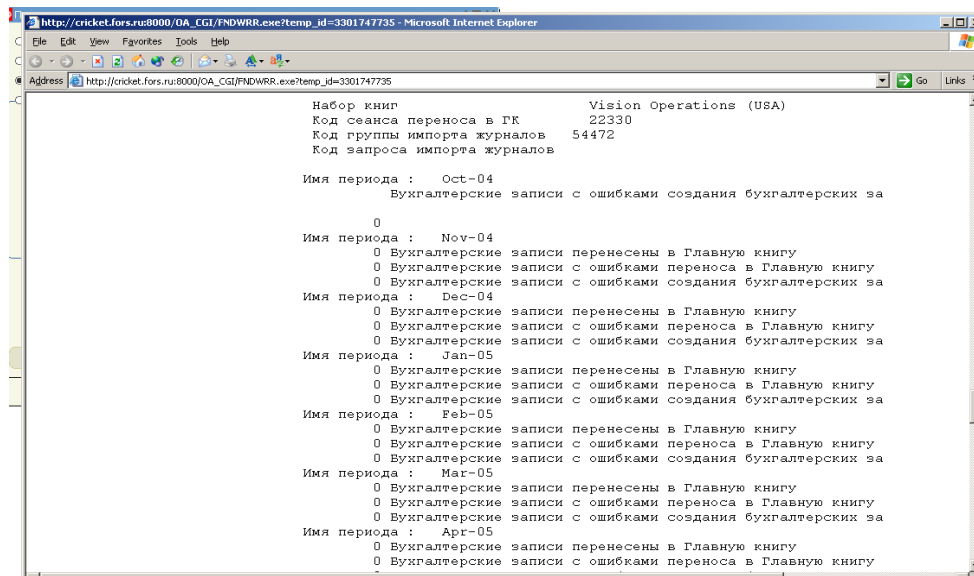 http://cricket.fors.ru:8000/OA_CGI/FNDWRR.exe?temp_id=3301747735 - Microsoft Internet Explorer
File Edit View Favorites Tools Help
Address http://cricket.fors.ru:8000/OA_CGI/FNDWRR.exe?temp_id=3301747735 Go Links
Набор книг Vision Operations (USA)
Код сеанса переноса в ГК 22330
Код группы импорта журналов 54472
Код запроса импорта журналов
Имя периода : Oct-04
Бухгалтерские записи с ошибками создания бухгалтерских за
0
Имя периода : Nov-04
0 Бухгалтерские записи перенесены в Главную книгу
0 Бухгалтерские записи с ошибками переноса в Главную книгу
0 Бухгалтерские записи с ошибками создания бухгалтерских за
Имя периода : Dec-04
0 Бухгалтерские записи перенесены в Главную книгу
0 Бухгалтерские записи с ошибками переноса в Главную книгу
0 Бухгалтерские записи с ошибками создания бухгалтерских за
Имя периода : Jan-05
0 Бухгалтерские записи перенесены в Главную книгу
0 Бухгалтерские записи с ошибками переноса в Главную книгу
0 Бухгалтерские записи с ошибками создания бухгалтерских за
Имя периода : Feb-05
0 Бухгалтерские записи перенесены в Главную книгу
0 Бухгалтерские записи с ошибками переноса в Главную книгу
0 Бухгалтерские записи с ошибками создания бухгалтерских за
Имя периода : Mar-05
0 Бухгалтерские записи перенесены в Главную книгу
0 Бухгалтерские записи с ошибками переноса в Главную книгу
0 Бухгалтерские записи с ошибками создания бухгалтерских за
Имя периода : Apr-05
0 Бухгалтерские записи перенесены в Главную книгу
0 Бухгалтерские записи с ошибками переноса в Главную книгу